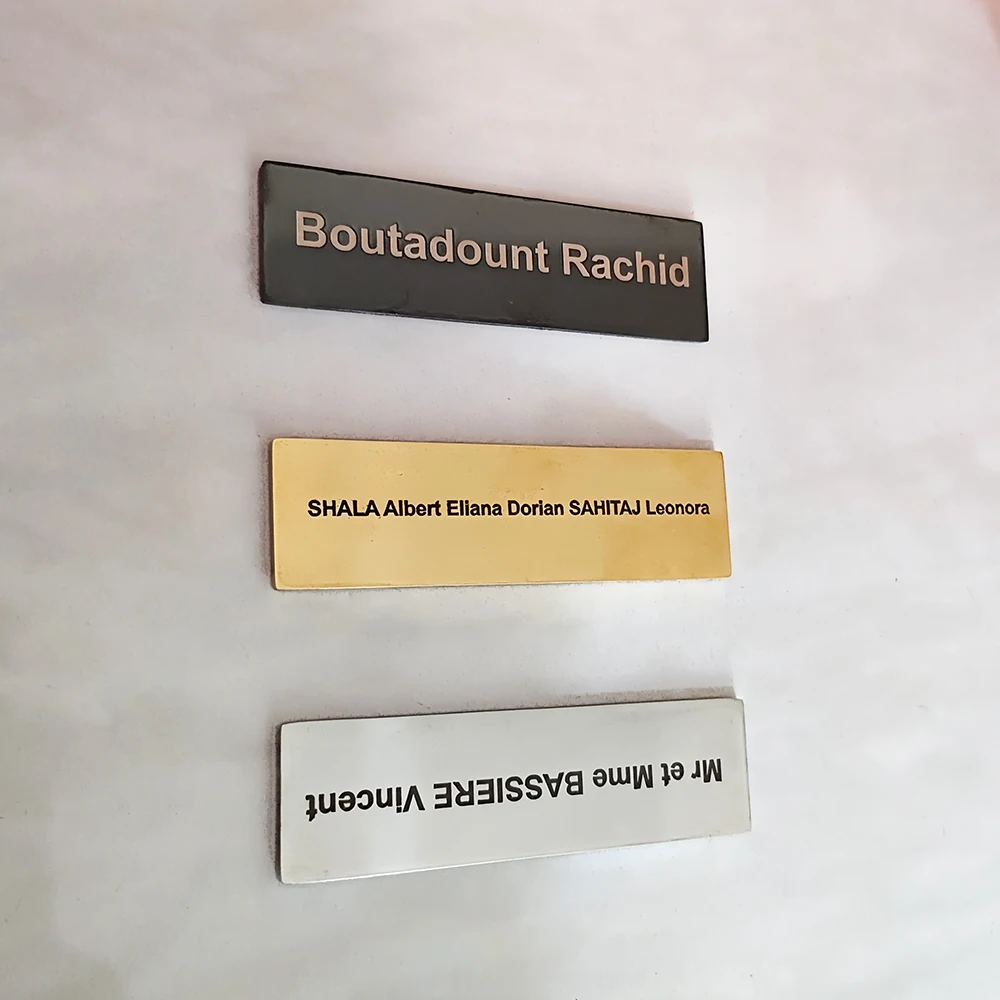 Boutadount Rachid
SHALA Albert Eliana Dorian SAHITAJ Leonora
Mr et Mme BASSIERE Vincent